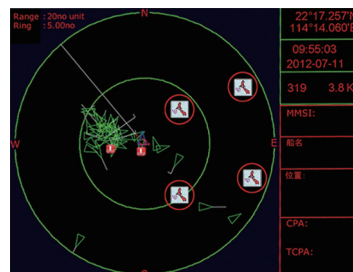 Range : 20no unit
Ring : 5.00no
N
W
E
22°17.257'N
114°14.060'E
09:55:03
2012-07-11
319 3.8 K
MMSI:
船名
位置:
CPA:
TCPA: